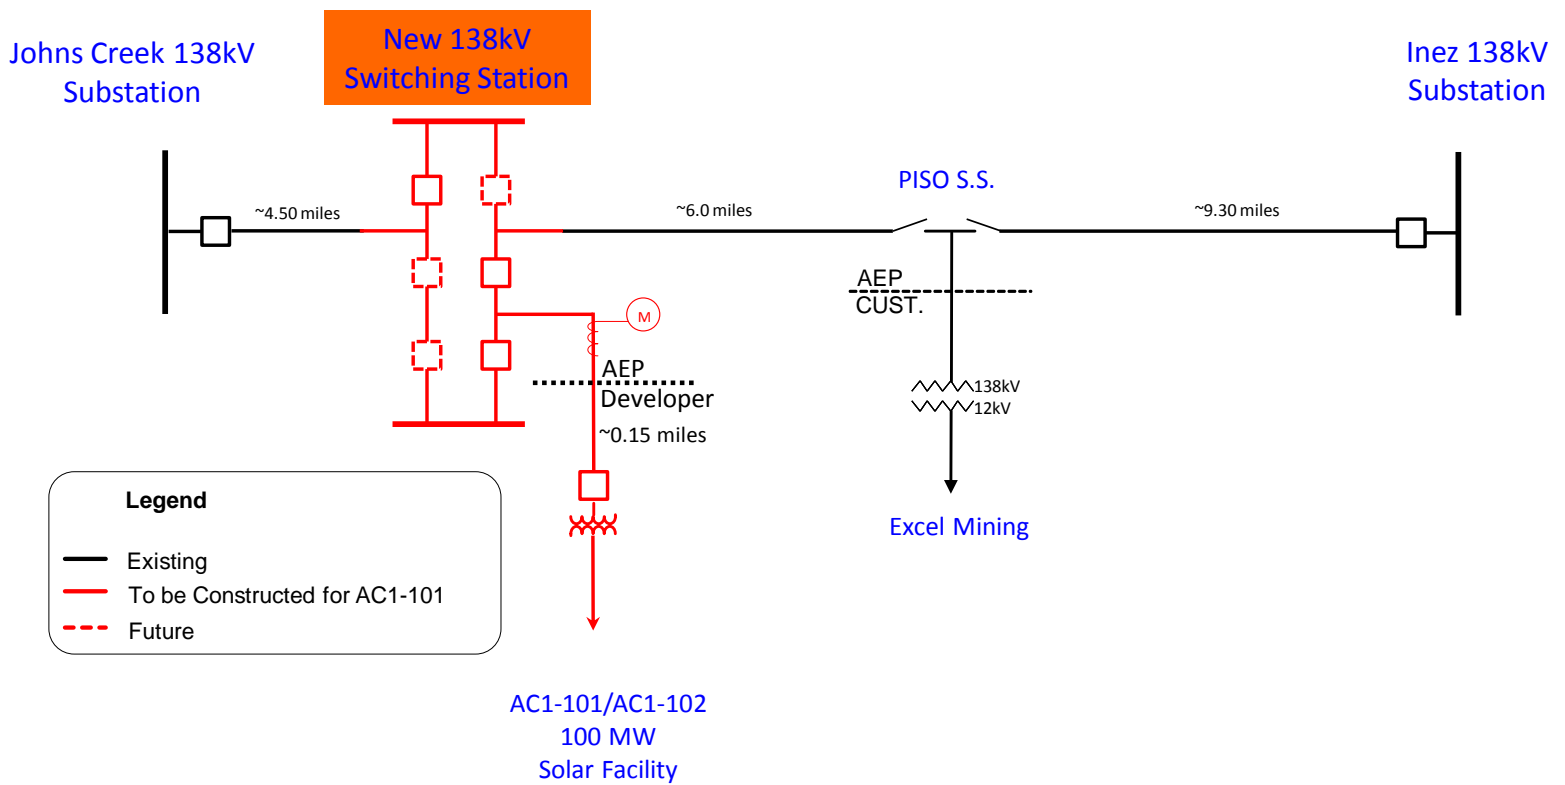 Johns Creek 138kV
Substation
New 138kV
Switching Station
Inez 138kV
Substation
PISO S.S.
~4.50 miles
~6.0 miles
~9.30 miles
AEP
CUST.
M
AEP
Developer
~0.15 miles
138kV
12kV
Excel Mining
Legend
Existing
To be Constructed for AC1-101
Future
AC1-101/AC1-102
100 MW
Solar Facility